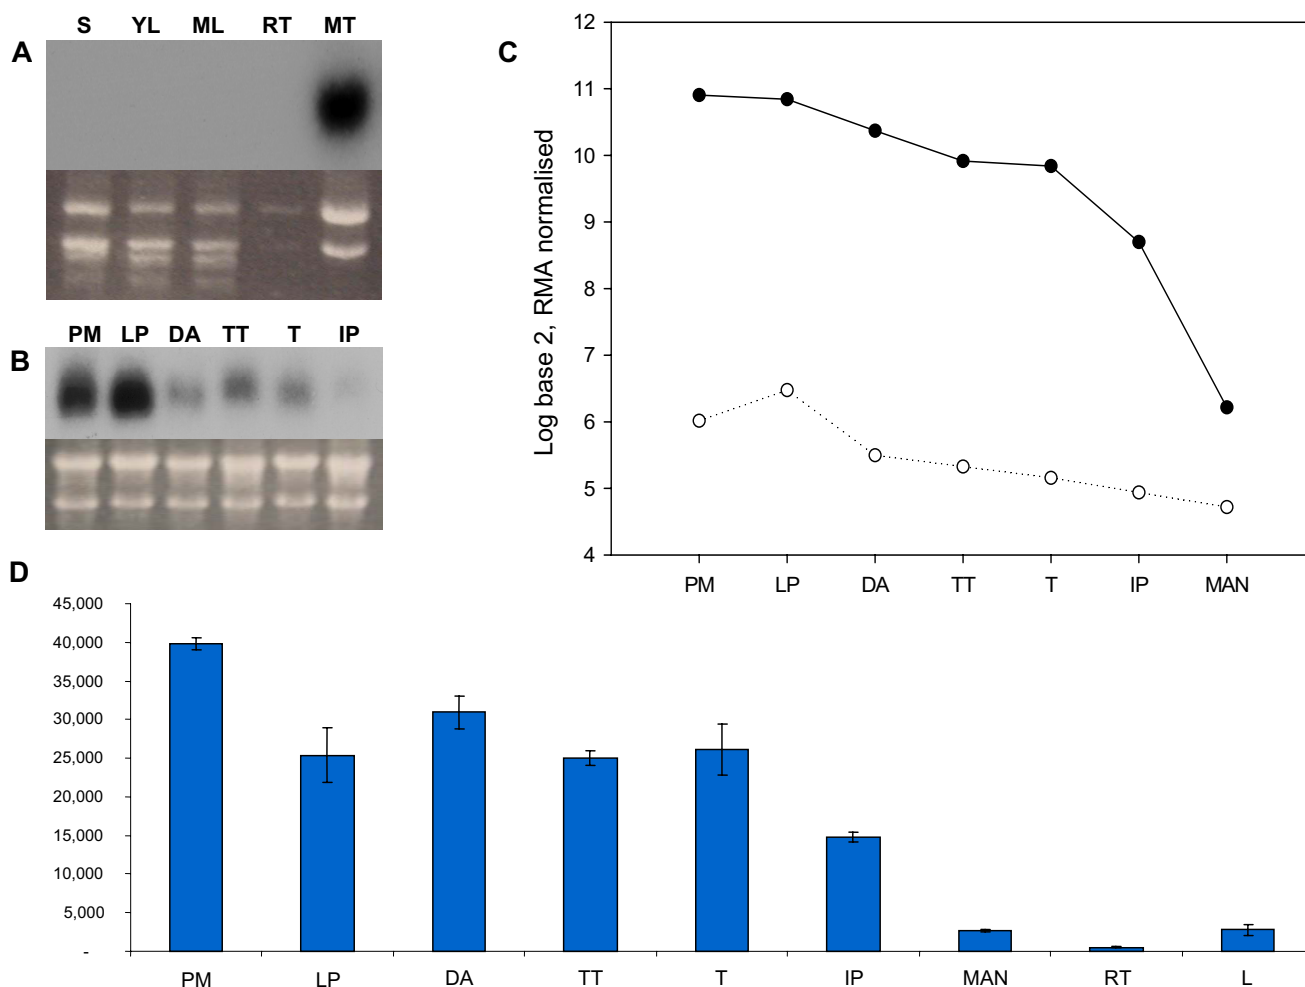 A
S YL ML RT MT
B
PM LP DA TT T IP
C
Log base 2, RMA normalised
12
11
10
9
8
7
6
5
4
PM LP DA TT T IP MAN
D
45,000
40,000
35,000
30,000
25,000
20,000
15,000
10,000
5,000
-
PM LP DA TT T IP MAN RT L